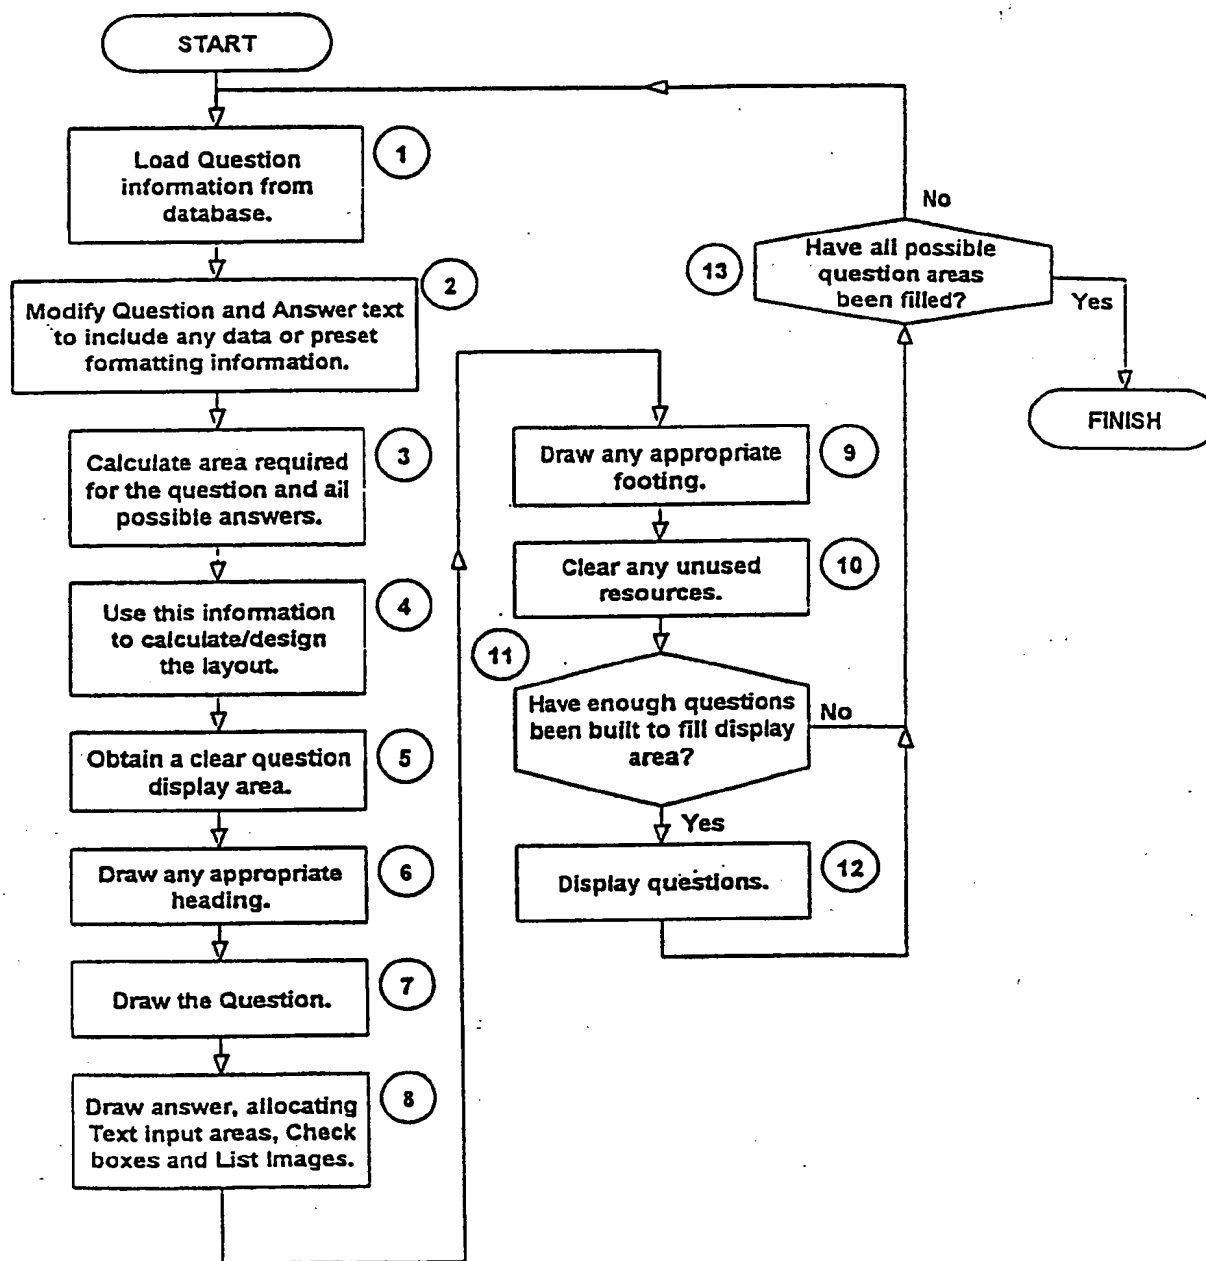 START
Load Question
information from
database.
1
Modify Question and Answer text
to include any data or preset
formatting information.
2
Calculate area required
for the question and all
possible answers.
3
Use this information
to calculate/design
the layout.
4
Obtain a clear question
display area.
5
Draw any appropriate
heading.
6
Draw the Question.
7
Draw answer, allocating
Text input areas, Check
boxes and List Images.
8
Draw any appropriate
footing.
9
Clear any unused
resources.
10
11
Have enough questions
been built to fill display
area?
No
Yes
Display questions.
12
No
13
Have all possible
question areas
been filled?
Yes
FINISH